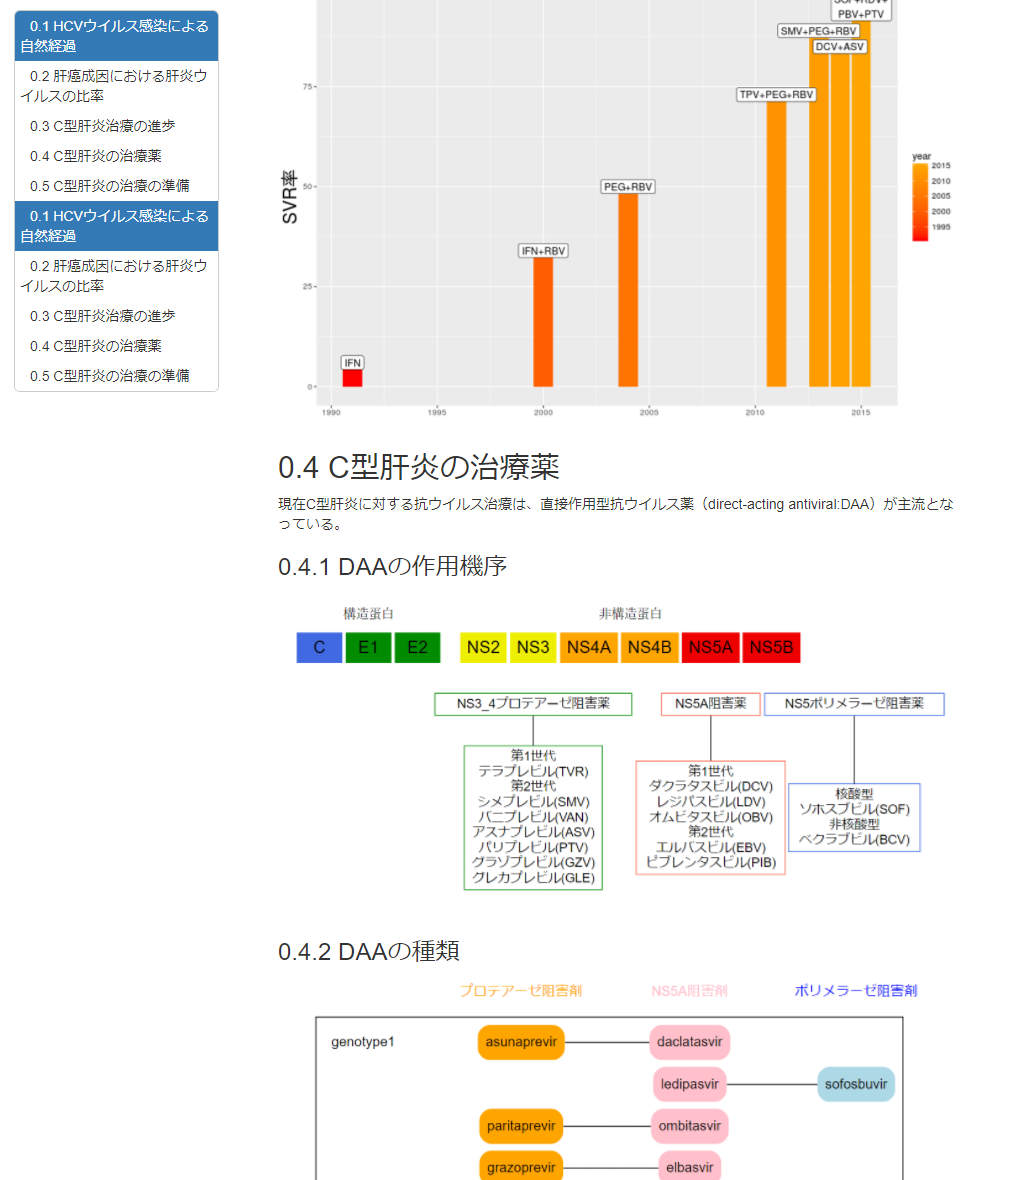 0.1 HCVウイルス感染による
自然経過
0.2 肝癌成因における肝炎ウ
イルスの比率
0.3 C型肝炎治療の進歩
0.4 C型肝炎の治療薬
0.5 C型肝炎の治療の準備
0.1 HCVウイルス感染による
自然経過
0.2 肝癌成因における肝炎ウ
イルスの比率
0.3 C型肝炎治療の進歩
0.4 C型肝炎の治療薬
0.5 C型肝炎の治療の準備
PBV+PTV
SMV+PEG+RBV
DCV+ASV
TPV+PEG+RBV
PEG+RBV
IFN+RBV
IFN
SVR率
75
50
25
0
1990 1995 2000 2005 2010 2015
year
2015
2010
2005
2000
1995
0.4 C型肝炎の治療薬
現在C型肝炎に対する抗ウイルス治療は、直接作用型抗ウイルス薬（direct-acting antiviral:DAA）が主流とな
っている。
0.4.1 DAAの作用機序
構造蛋白 非構造蛋白
C E1 E2 NS2 NS3 NS4A NS4B NS5A NS5B
NS3_4プロテアーゼ阻害薬 NS5A阻害薬 NS5ポリメラーゼ阻害薬
第1世代
テラプレビル(TVR)
第2世代
シメプレビル(SMV)
バニプレビル(VAN)
アスナプレビル(ASV)
パリプレビル(PTV)
グラゾプレビル(GZV)
グレカプレビル(GLE)
第1世代
ダクラタスビル(DCV)
レジパスビル(LDV)
オムビタスビル(OBV)
第2世代
エルバスビル(EBV)
ピブレンタスビル(PIB)
核酸型
ソホスブビル(SOF)
非核酸型
ベクラブビル(BCV)
0.4.2 DAAの種類
プロテアーゼ阻害剤 NS5A阻害剤 ポリメラーゼ阻害剤
genotype1 asunaprevir daclatasvir
ledipasvir sofosbuvir
paritaprevir ombitasvir
grazoprevir elbasvir